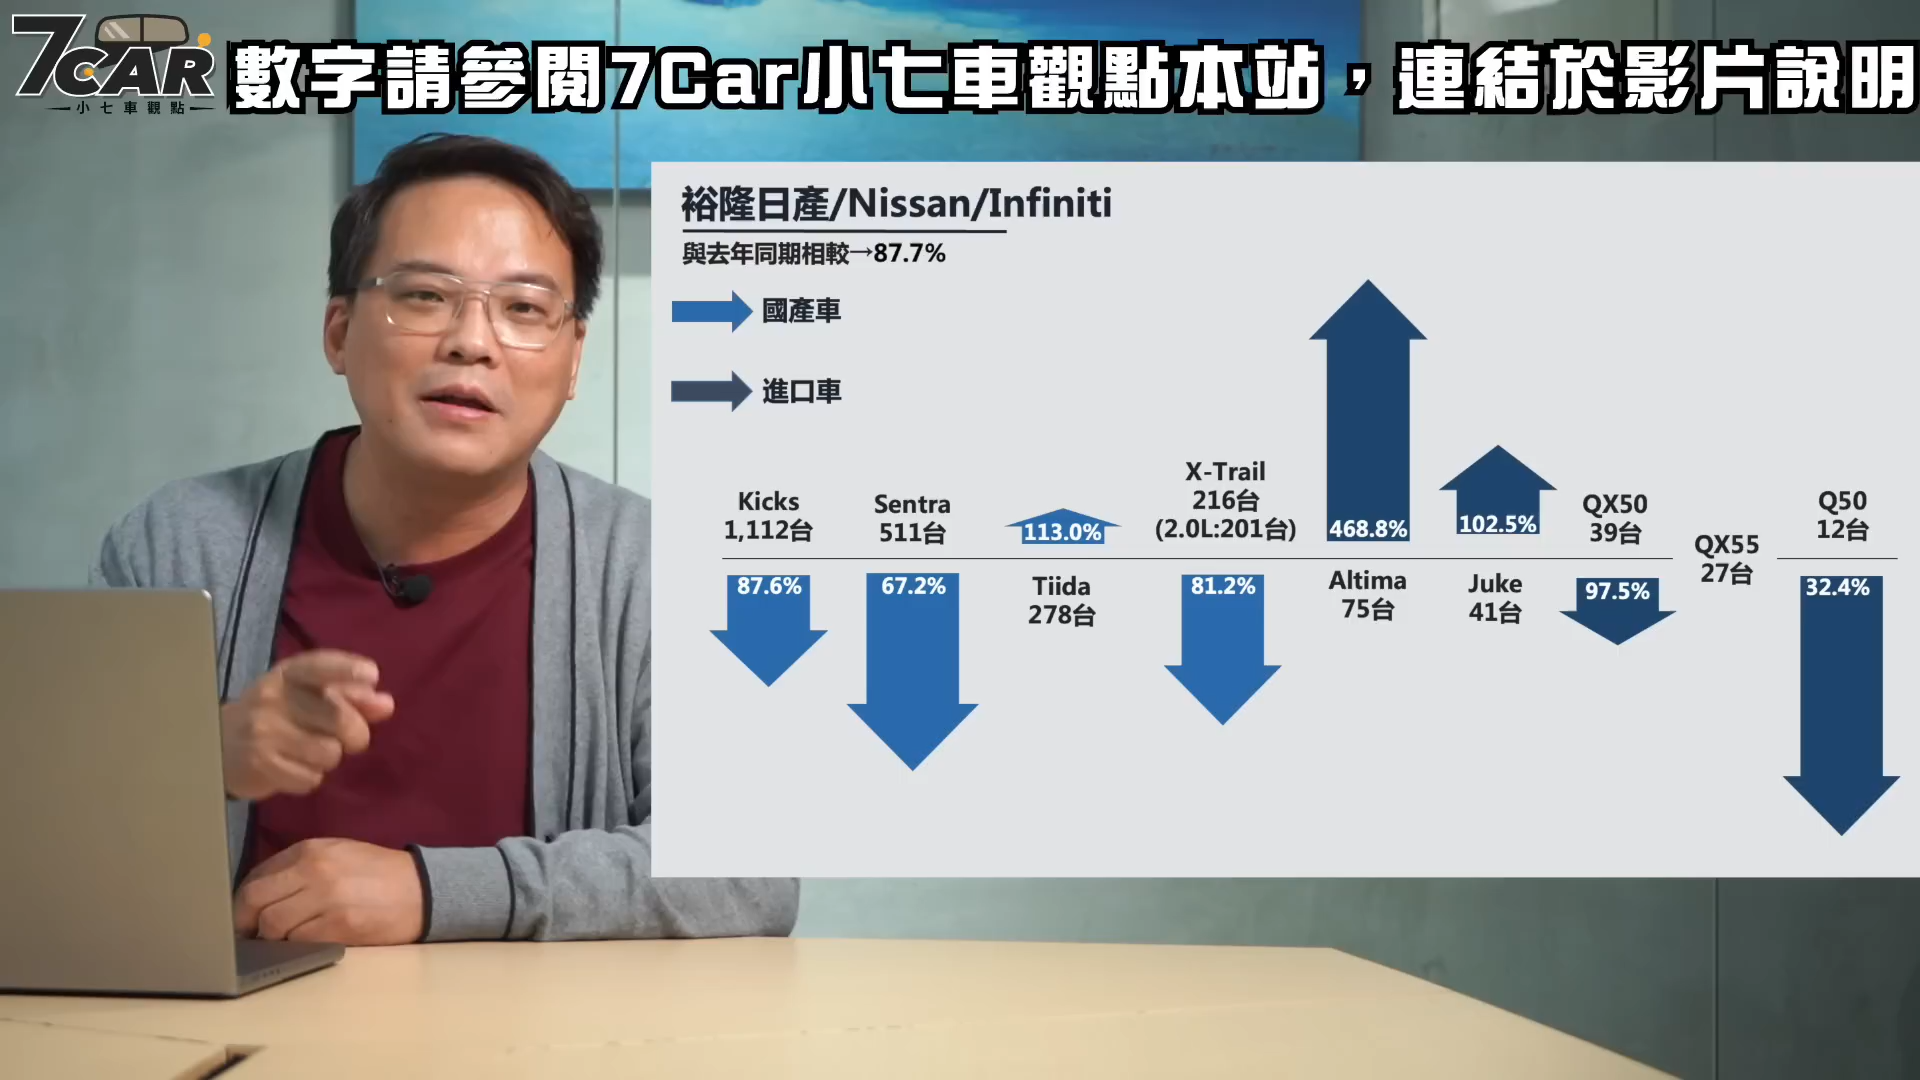 7CAR
小七車觀點
數字請參閱7Car小七車觀點本站，連結於影片說明
裕隆日產/Nissan/Infiniti
與去年同期相較→87.7%
國產車
進口車
Kicks
1,112台
87.6%
Sentra
511台
67.2%
113.0%
Tiida
278台
X-Trail
216台
(2.0L:201台)
81.2%
468.8%
Altima
75台
102.5%
Juke
41台
QX50
39台
97.5%
QX55
27台
Q50
12台
32.4%